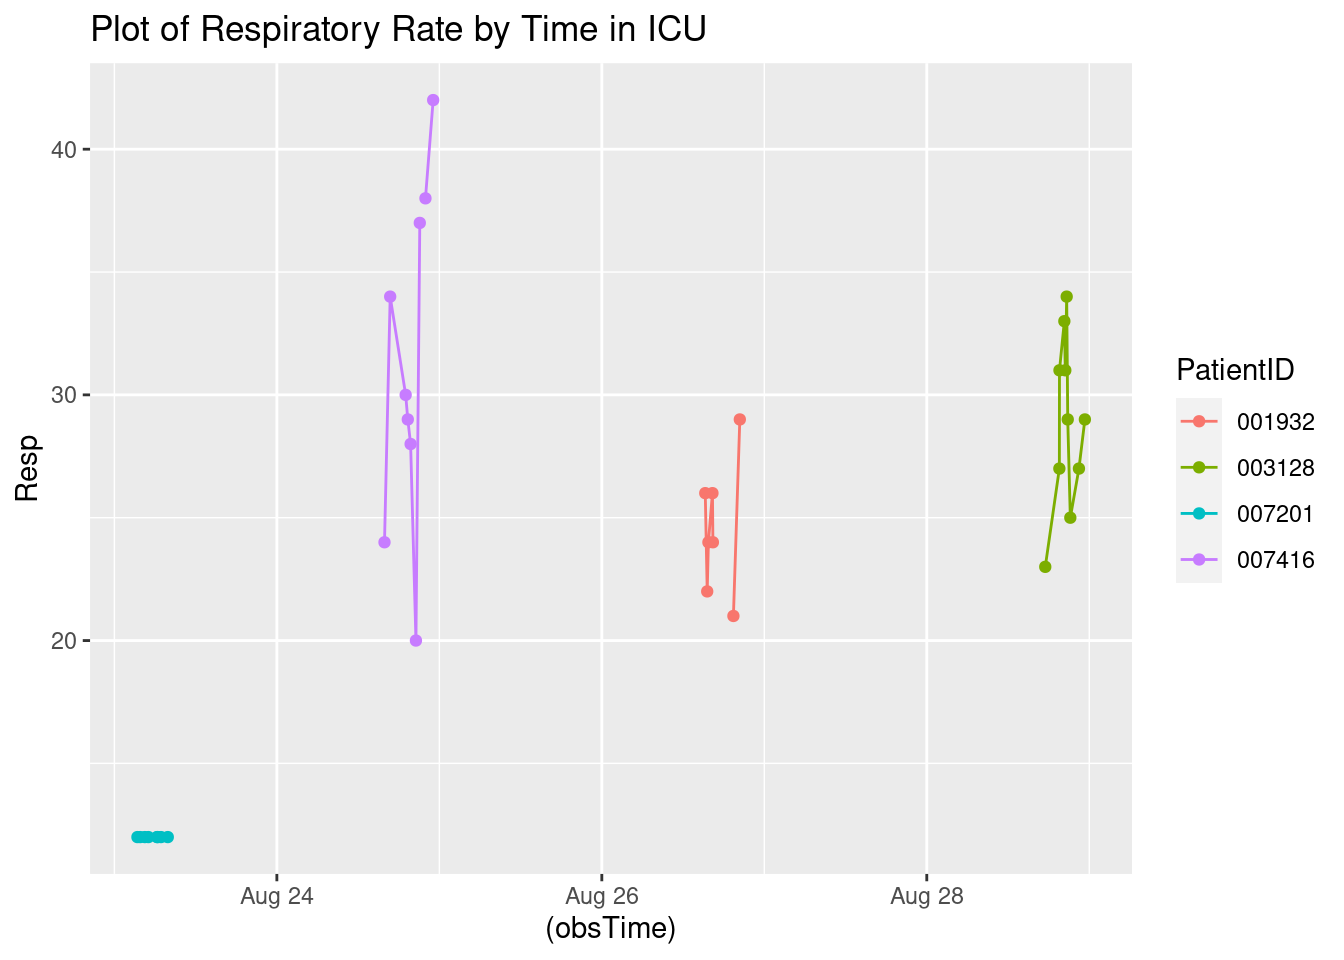 Plot of Respiratory Rate by Time in ICU
40
30
20
Resp
Aug 24
Aug 26
Aug 28
(obsTime)
PatientID
001932
003128
007201
007416